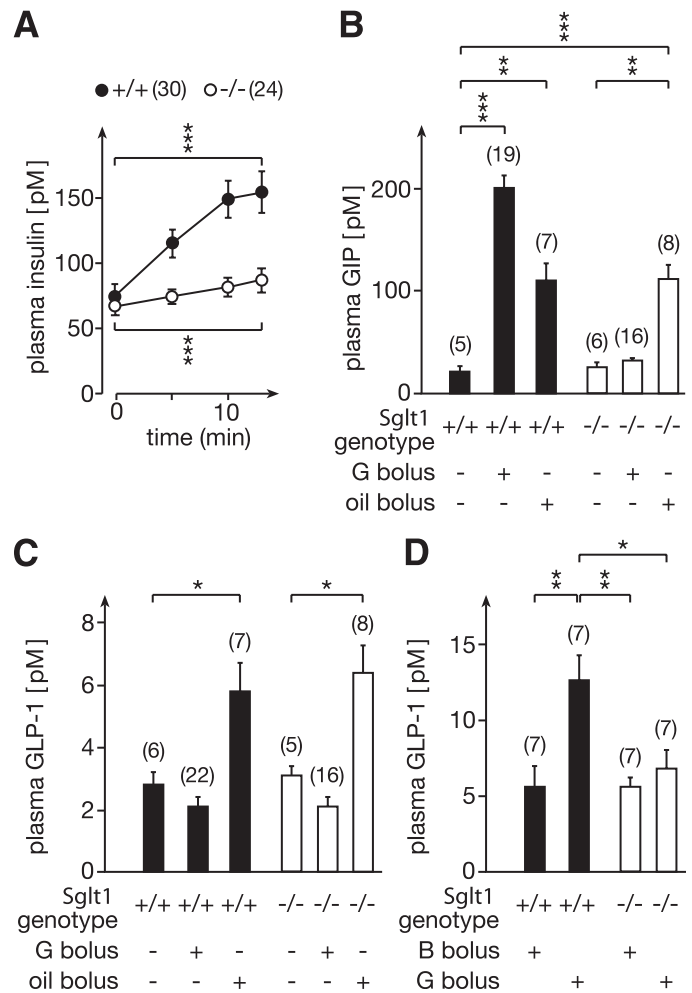 A
+/+ (30) -/- (24)
***
150
100
50
0
plasma insulin [pM]
***
0 10
time (min)
B
***
** **
***
(19)
(7)
(8)
(5)
(6) (16)
200
100
0
plasma GIP [pM]
Sglt1 genotype +/+ +/+ +/+ -/- -/- -/-
G bolus - + - - + -
oil bolus - - + - - +
C
* *
8
6
4
2
0
plasma GLP-1 [pM]
(6)
(22)
(7)
(5)
(16)
(8)
Sglt1
genotype
+/+ +/+ +/+ -/- -/- -/-
G bolus - + - - + -
oil bolus - - + - - +
D
*
** **
15
10
5
0
plasma GLP-1 [pM]
(7)
(7)
(7)
(7)
Sglt1
genotype
+/+ +/+ -/- -/-
B bolus + +
G bolus + +